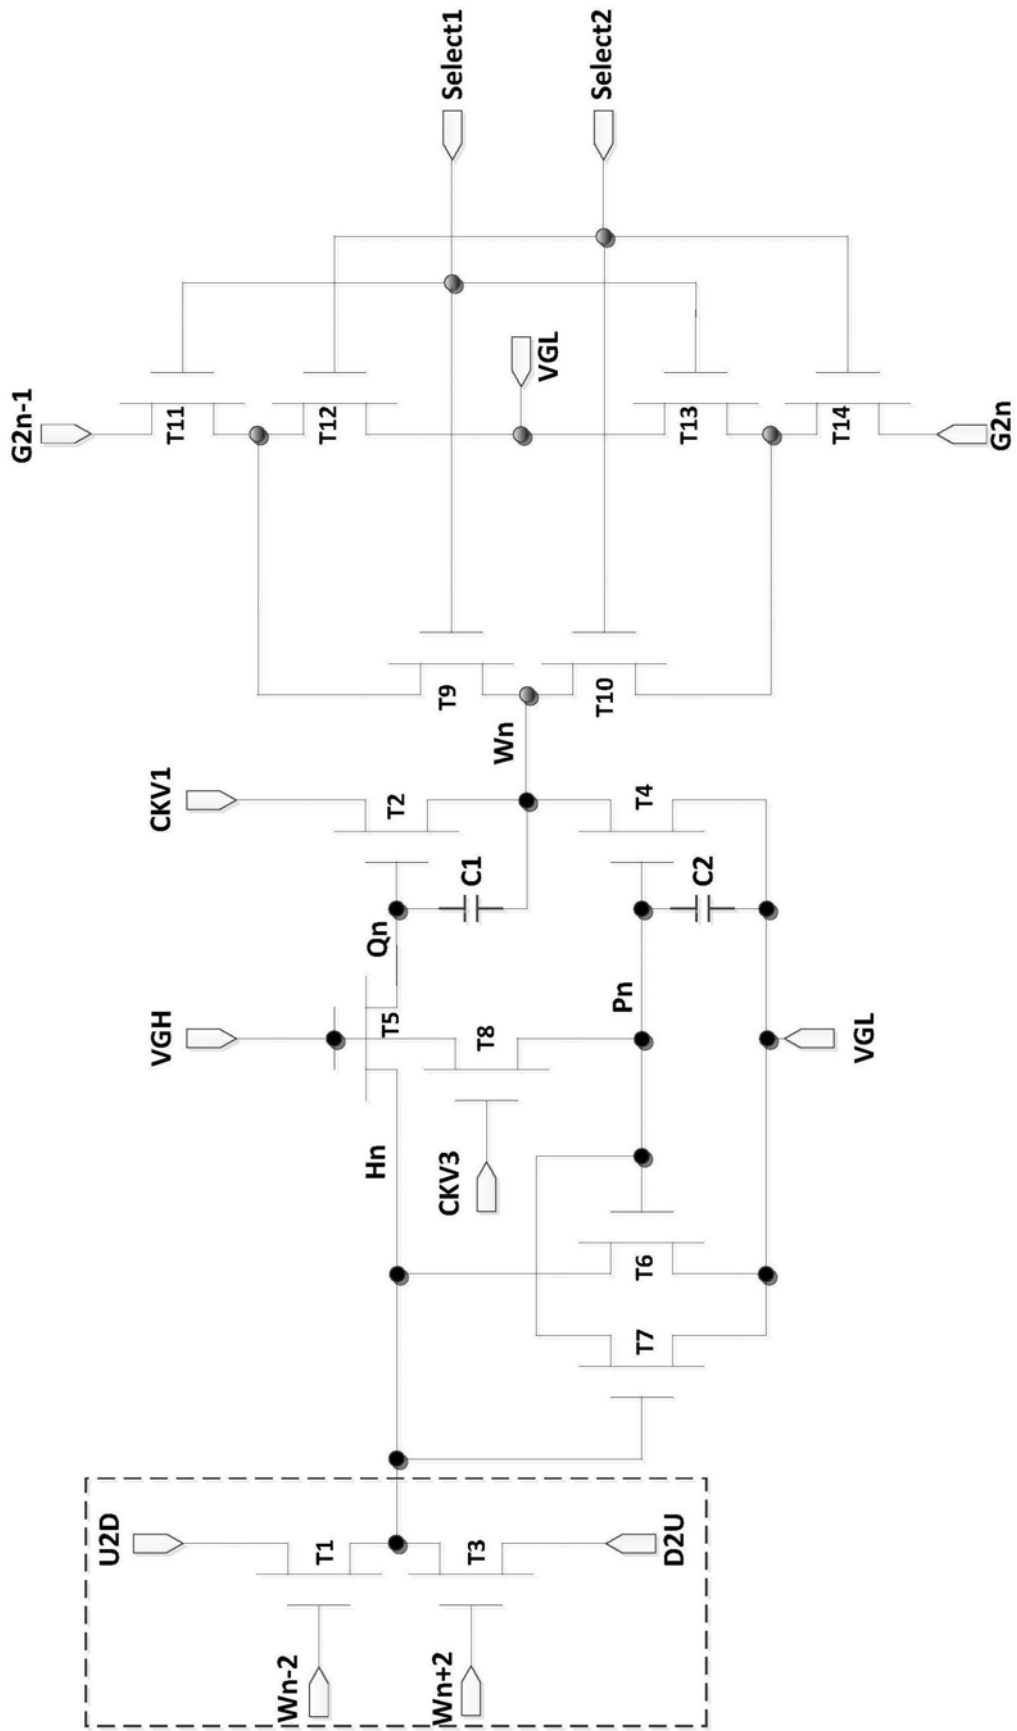 U2D
Wn-2
T1
Wn+2
T3
D2U
Hn
VGH
T5
CKV3
T8
T7
T6
Pn
VGL
Qn
C1
C2
CKV1
T2
T4
Wn
T9
T10
G2n-1
T11
T12
VGL
T13
T14
G2n
Select1
Select2